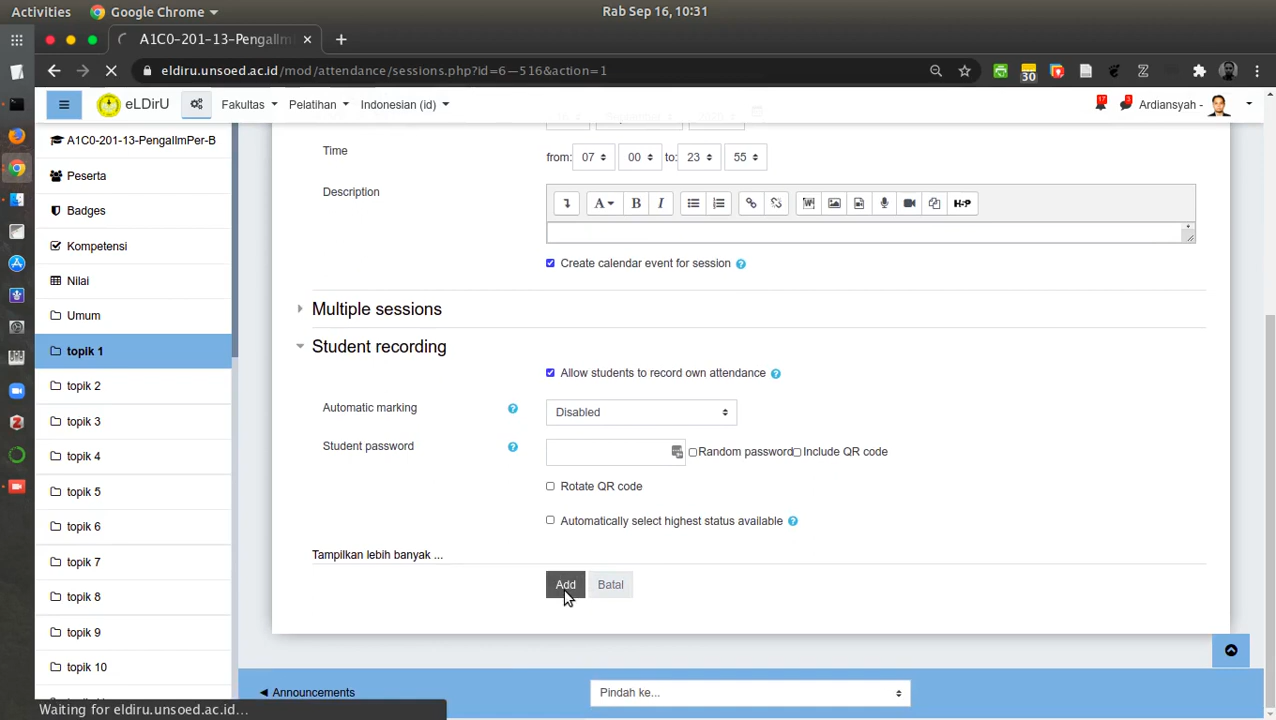 Activities Google Chrome Rab Sep 16, 10:31
A1C0-201-13-PengaIlm
eldiru.unsoed.ac.id/mod/attendance/sessions.php?id=6—516&action=1 30
eLDirU Fakultas Pelatihan Indonesian (id) 17 3 Ardiansyah
A1C0-201-13-PengaIlmPer-B
Time from: 07 00 to: 23 55
Peserta
Description A B I W H-P
Badges
Kompetensi
Create calendar event for session
Nilai
Multiple sessions
Umum
Student recording
topik 1
Allow students to record own attendance
topik 2
Automatic marking Disabled
topik 3
Student password Random password Include QR code
topik 4
Rotate QR code
topik 5
Automatically select highest status available
topik 6
Tampilkan lebih banyak ...
topik 7
Add Batal
topik 8
topik 9
topik 10
◄ Announcements Pindah ke...
Waiting for eldiru.unsoed.ac.id...